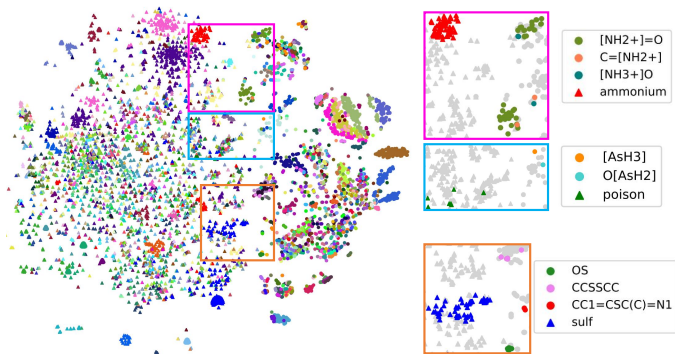 [NH2+]=O
C=[NH2+]
[NH3+]O
ammonium
[AsH3]
O[AsH2]
poison
OS
CCSSCC
CC1=CSC(C)=N1
sulf